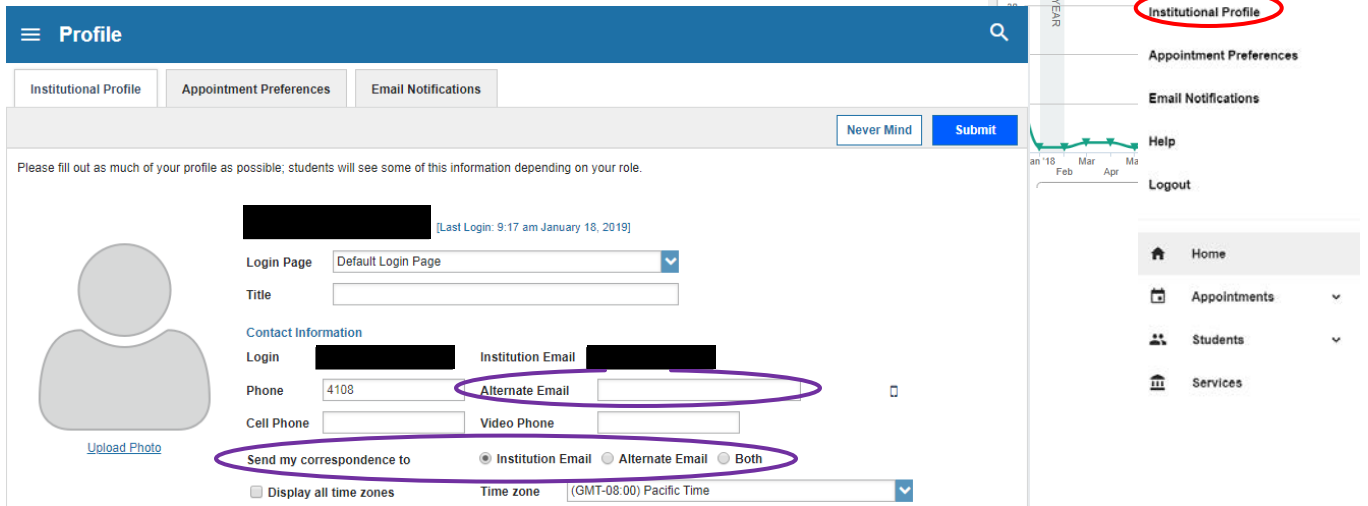 Profile
Institutional Profile Appointment Preferences Email Notifications
Never Mind Submit
Please fill out as much of your profile as possible; students will see some of this information depending on your role.
[Last Login: 9:17 am January 18, 2019]
Login Page Default Login Page
Title
Contact Information
Login Institution Email
Phone 4108 Alternate Email
Cell Phone Video Phone
Upload Photo
Send my correspondence to Institution Email Alternate Email Both
Display all time zones Time zone (GMT-08:00) Pacific Time
YEAR
Jan '18 Mar
Feb Apr
Institutional Profile
Appointment Preferences
Email Notifications
Help
Logout
Home
Appointments
Students
Services